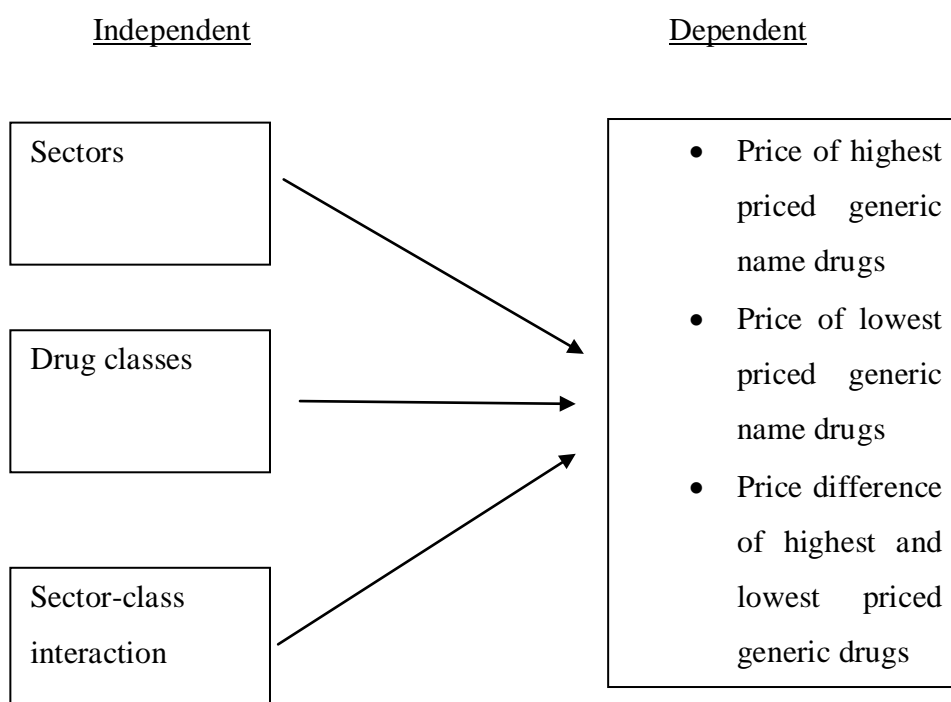 Independent
Dependent
Sectors
Drug classes
Sector-class
interaction
• Price of highest
priced generic
name drugs
• Price of lowest
priced generic
name drugs
• Price difference
of highest and
lowest priced
generic drugs